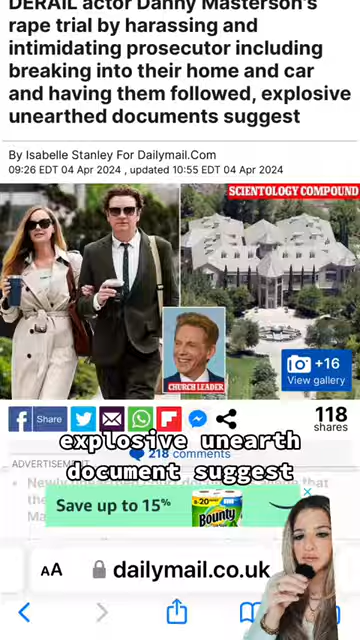 DERAIL actor Danny Masterson's
rape trial by harassing and
intimidating prosecutor including
breaking into their home and car
and having them followed, explosive
unearthed documents suggest
By Isabelle Stanley For Dailymail.Com
09:26 EDT 04 Apr 2024 , updated 10:55 EDT 04 Apr 2024
SCIENTOLOGY COMPOUND
CHURCH LEADER
+16
View gallery
Share
118
shares
218 comments
explosive unearth
document suggest
ADVERTISEMENT
that
the
Ma
Save up to 15%
Bounty
AA
dailymail.co.uk